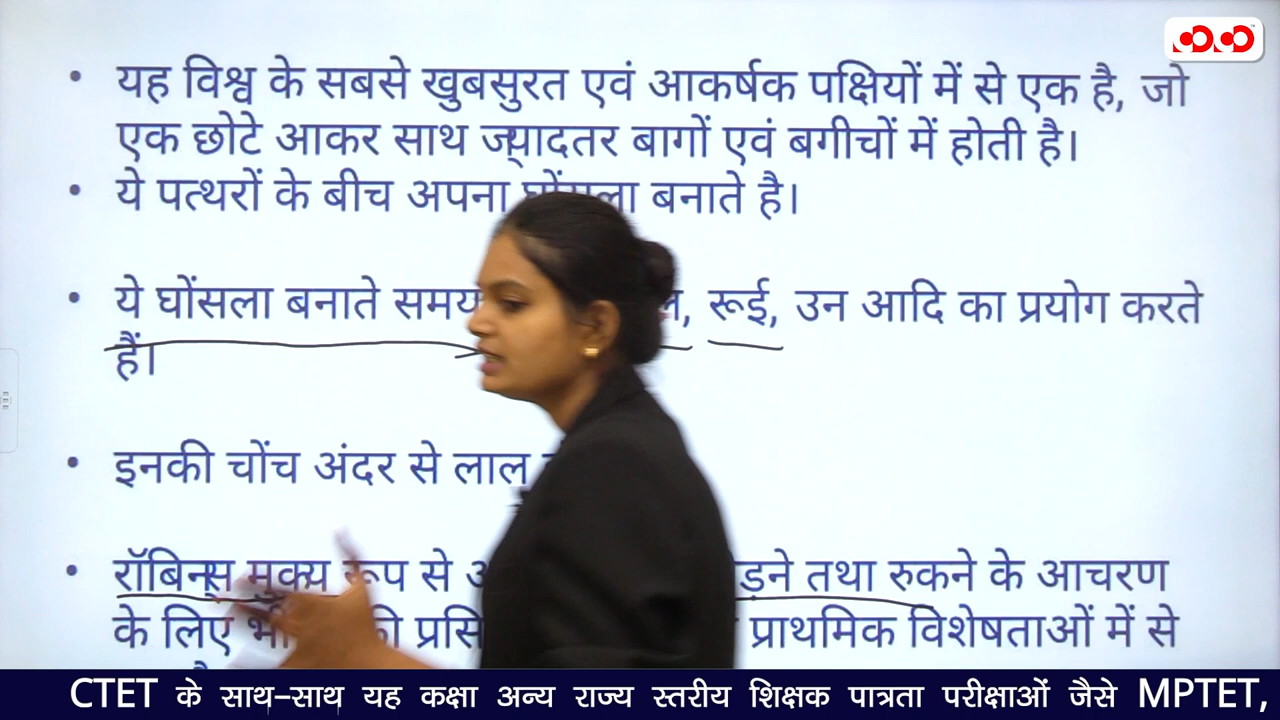 यह विश्व के सबसे खुबसुरत एवं आकर्षक पक्षियों में से एक है, जो
एक छोटे आकर साथ ज्यादतर बागों एवं बगीचों में होती है।
ये पत्थरों के बीच अपना बनाते है।
ये घोंसला बनाते समय रूई, उन आदि का प्रयोग करते
हैं।
इनकी चोंच अंदर से लाल
रॉबिन्स मुक्य रूप से तथा रुकने के आचरण
के लिए प्राथमिक विशेषताओं में से
CTET के साथ-साथ यह कक्षा अन्य राज्य स्तरीय शिक्षक पात्रता परीक्षाओं जैसे MPTET,